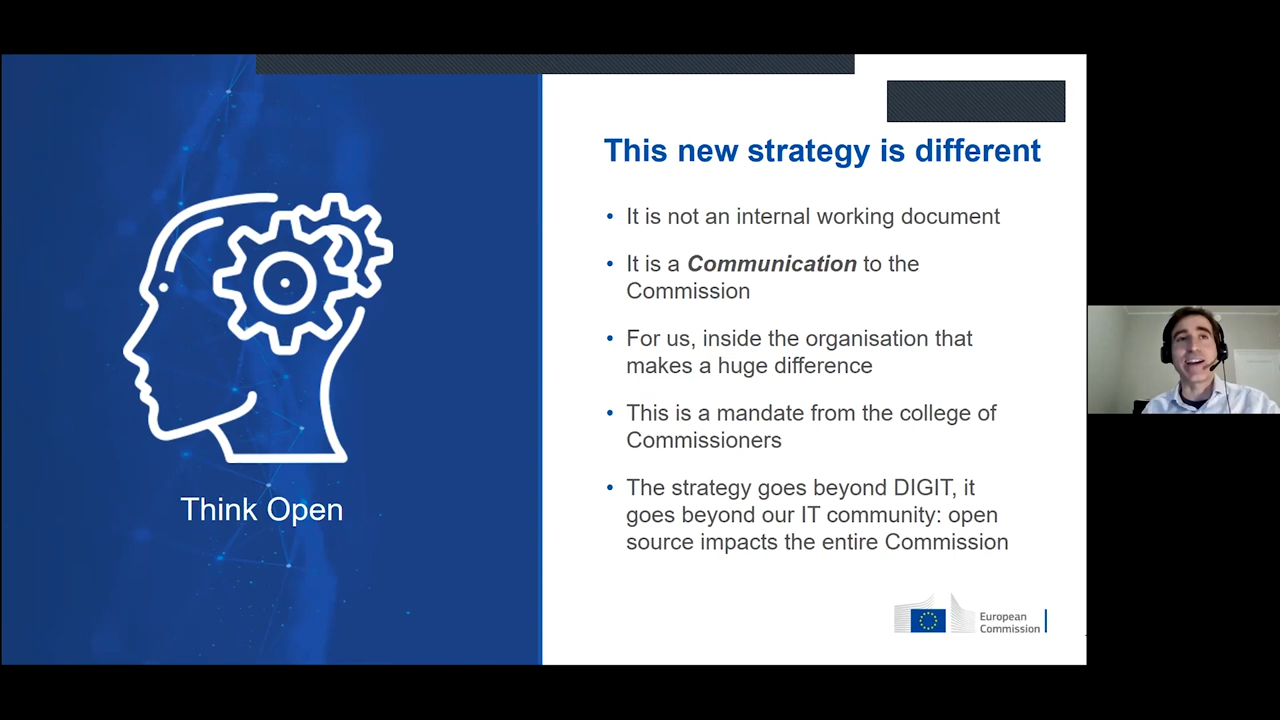 Think Open
This new strategy is different
• It is not an internal working document
• It is a Communication to the
Commission
• For us, inside the organisation that
makes a huge difference
• This is a mandate from the college of
Commissioners
• The strategy goes beyond DIGIT, it
goes beyond our IT community: open
source impacts the entire Commission
European
Commission